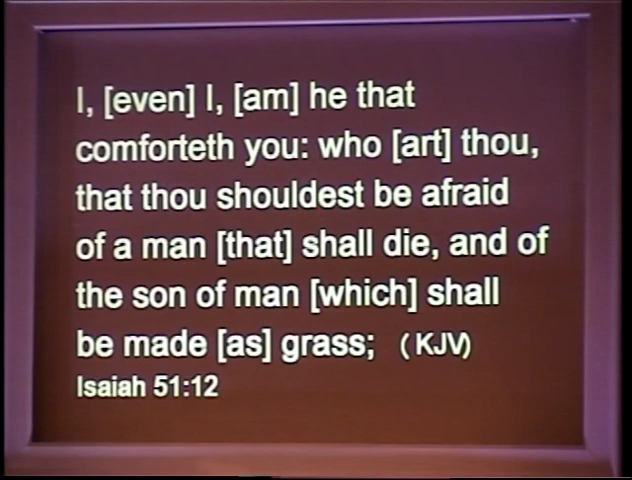 I, [even] I, [am] he that
comforteth you: who [art] thou,
that thou shouldest be afraid
of a man [that] shall die, and of
the son of man [which] shall
be made [as] grass; (KJV)
Isaiah 51:12